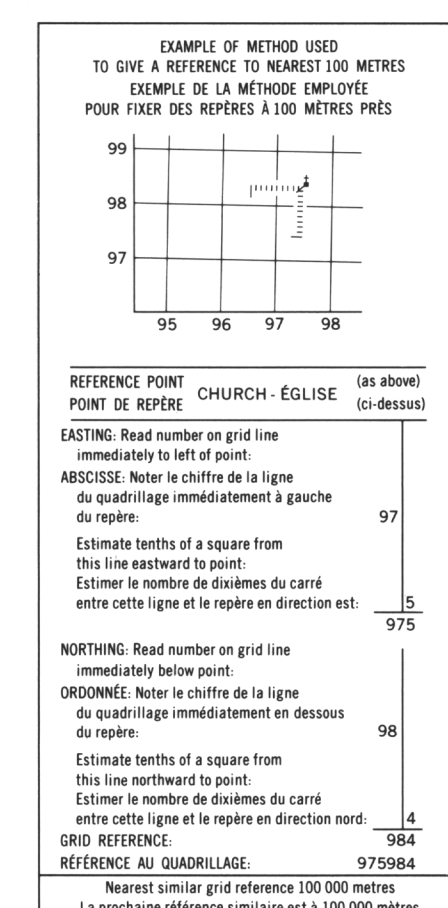 EXAMPLE OF METHOD USED
TO GIVE A REFERENCE TO NEAREST 100 METRES
EXEMPLE DE LA MÉTHODE EMPLOYÉE
POUR FIXER DES REPÈRES À 100 MÈTRES PRÈS
99
98
97
95 96 97 98
REFERENCE POINT
POINT DE REPÈRE
CHURCH - ÉGLISE
(as above)
(ci-dessus)
EASTING: Read number on grid line
immediately to left of point:
ABSCISSE: Noter le chiffre de la ligne
du quadrillage immédiatement à gauche
du repère: 97
Estimate tenths of a square from
this line eastward to point:
Estimer le nombre de dixièmes du carré
entre cette ligne et le repère en direction est: 5
975
NORTHING: Read number on grid line
immediately below point:
ORDONNÉE: Noter le chiffre de la ligne
du quadrillage immédiatement en dessous
du repère: 98
Estimate tenths of a square from
this line northward to point:
Estimer le nombre de dixièmes du carré
entre cette ligne et le repère en direction nord: 4
GRID REFERENCE: 984
RÉFÉRENCE AU QUADRILLAGE: 975984
Nearest similar grid reference 100 000 metres
La prochaine référence similaire est à 100 000 mètres